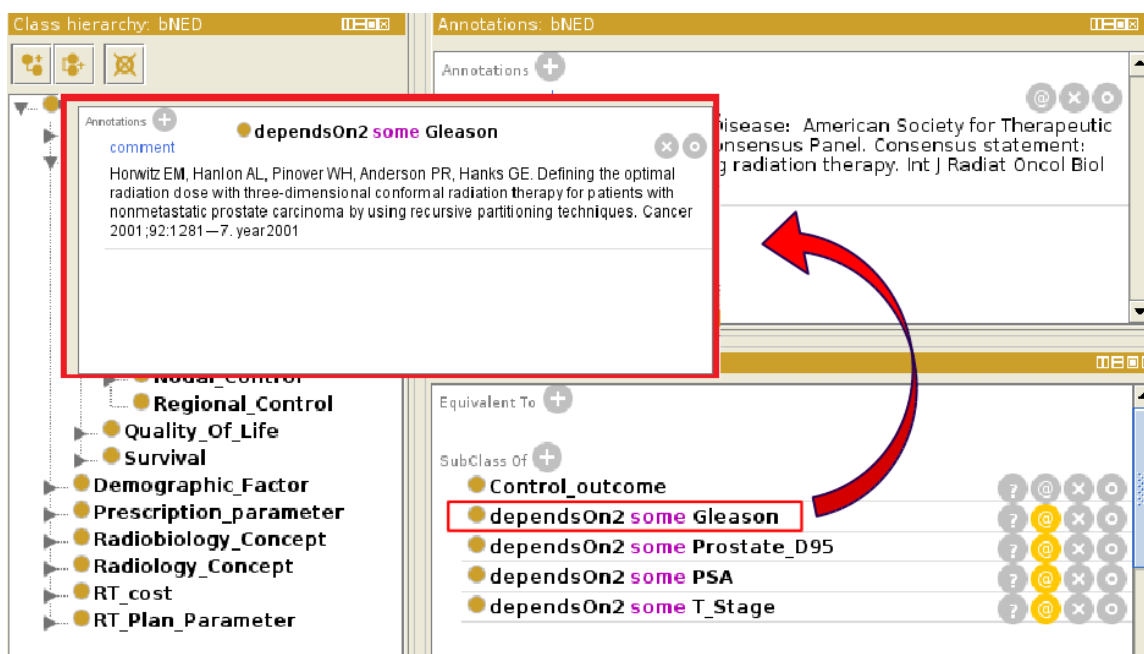 Class hierarchy: bNED
Annotations: bNED
Annotations
isease: American Society for Therapeutic
onsensus Panel. Consensus statement:
g radiation therapy. Int J Radiat Oncol Biol
Annotations
dependsOn2 some Gleason
comment
Horwitz EM, Hanlon AL, Pinover WH, Anderson PR, Hanks GE. Defining the optimal
radiation dose with three-dimensional conformal radiation therapy for patients with
nonmetastatic prostate carcinoma by using recursive partitioning techniques. Cancer
2001;92:1281—7. year2001
Nodal_Control
Regional_Control
Quality_Of_Life
Survival
Demographic_Factor
Prescription_parameter
Radiobiology_Concept
Radiology_Concept
RT_cost
RT_Plan_Parameter
Equivalent To
SubClass Of
Control_outcome
dependsOn2 some Gleason
dependsOn2 some Prostate_D95
dependsOn2 some PSA
dependsOn2 some T_Stage